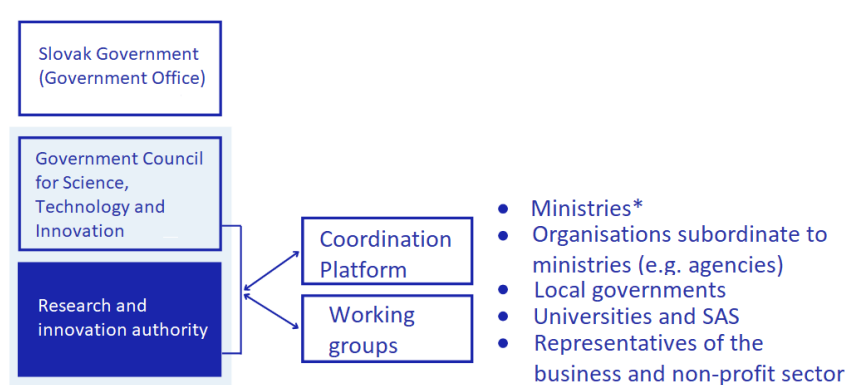 Slovak Government
(Government Office)
Government Council
for Science,
Technology and
Innovation
Research and
innovation authority
Coordination
Platform
Working
groups
● Ministries*
● Organisations subordinate to
ministries (e.g. agencies)
● Local governments
● Universities and SAS
● Representatives of the
business and non-profit sector